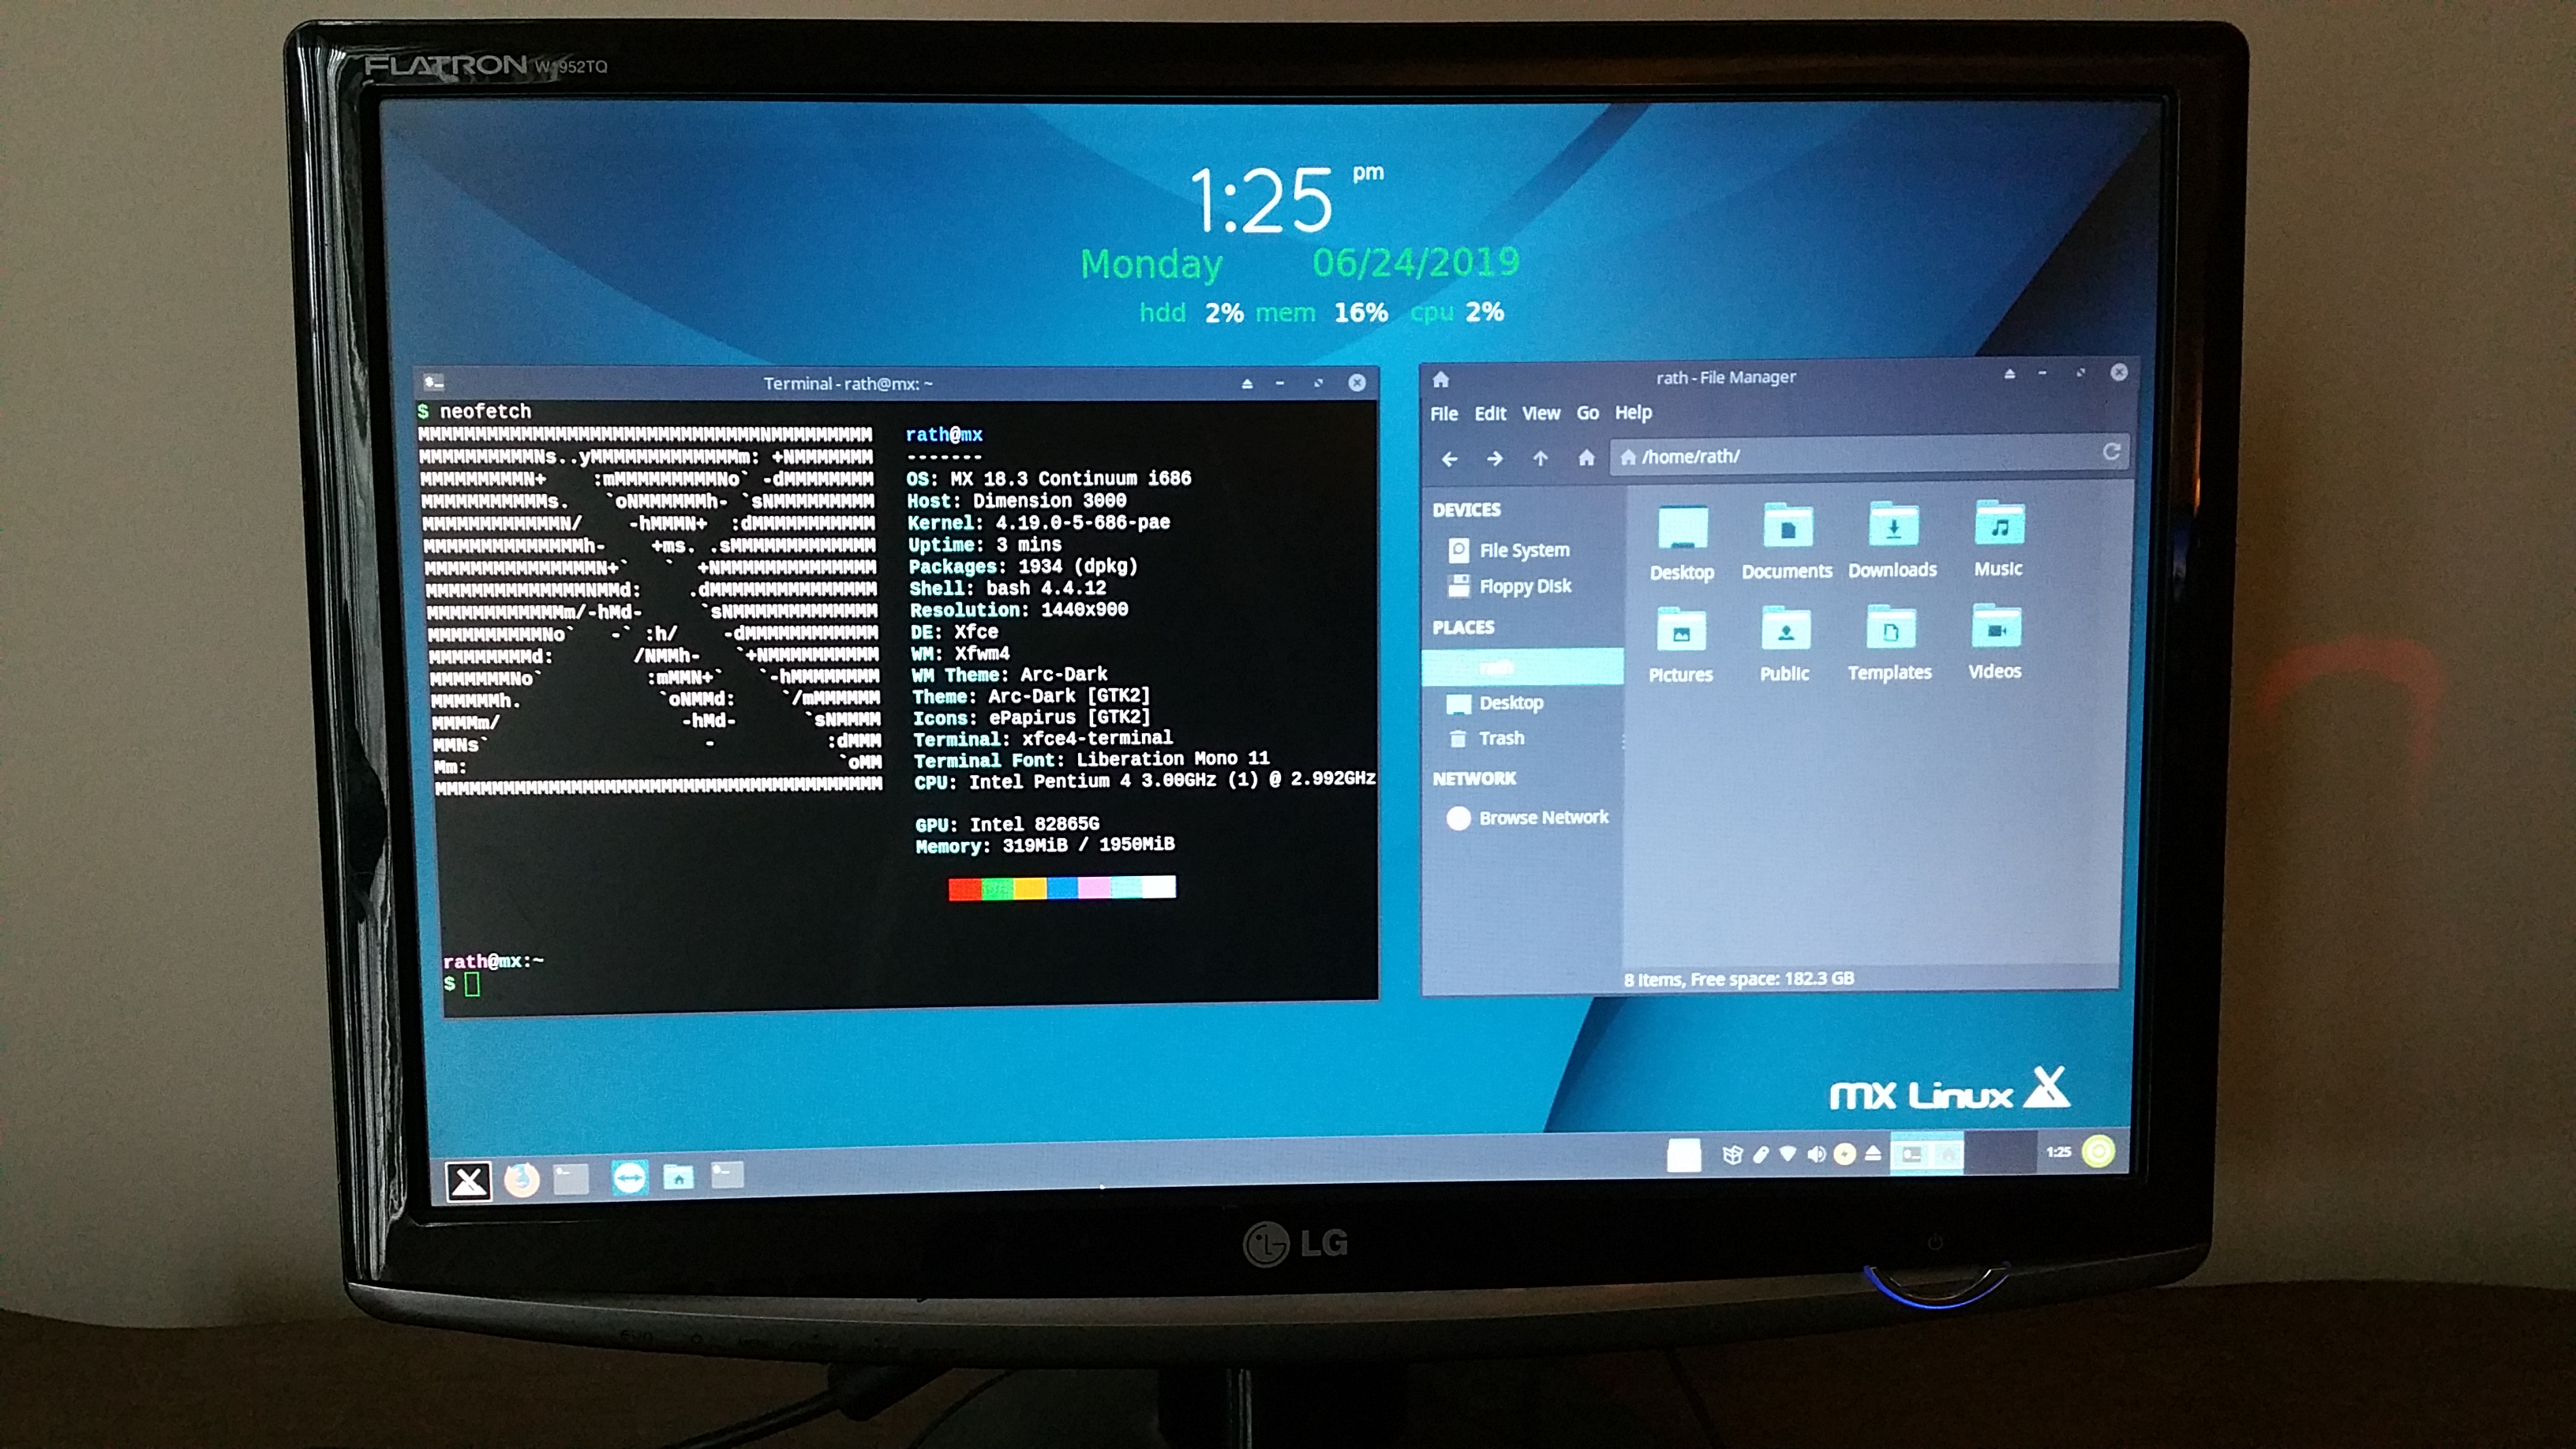 FLATRON W1952TQ
1:25 pm
Monday 06/24/2019
hdd 2% mem 16% cpu 2%
Terminal - rath@mx: ~
$ neofetch
rath@mx
-------
OS: MX 18.3 Continuum i686
Host: Dimension 3000
Kernel: 4.19.0-5-686-pae
Uptime: 3 mins
Packages: 1934 (dpkg)
Shell: bash 4.4.12
Resolution: 1440x900
DE: Xfce
WM: Xfwm4
WM Theme: Arc-Dark
Theme: Arc-Dark [GTK2]
Icons: ePapirus [GTK2]
Terminal: xfce4-terminal
Terminal Font: Liberation Mono 11
CPU: Intel Pentium 4 3.00GHz (1) @ 2.992GHz
GPU: Intel 82865G
Memory: 319MiB / 1950MiB
rath@mx:~
$
rath - File Manager
File Edit View Go Help
/home/rath/
DEVICES
File System
Floppy Disk
PLACES
rath
Desktop
Trash
NETWORK
Browse Network
Desktop Documents Downloads Music
Pictures Public Templates Videos
8 items, Free space: 182.3 GB
MX Linux
1:25
LG